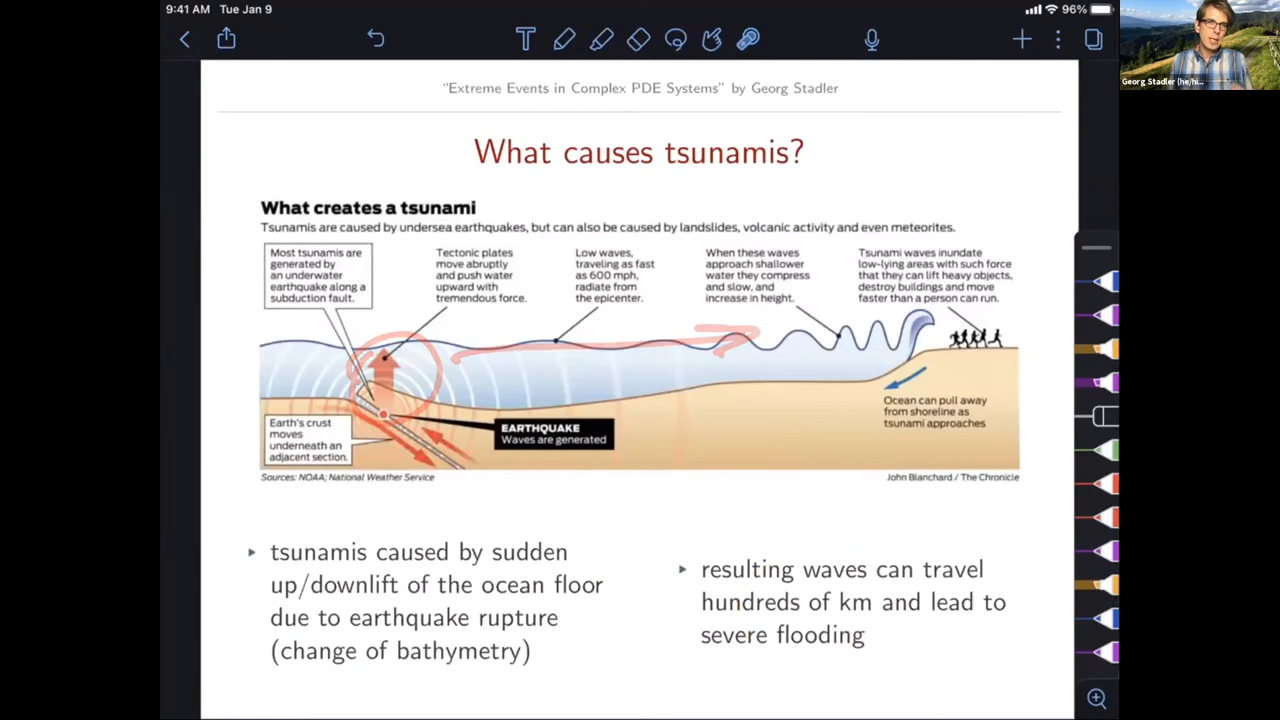 9:41 AM Tue Jan 9
96%
T
Georg Stadler (he/hi...
"Extreme Events in Complex PDE Systems" by Georg Stadler
What causes tsunamis?
What creates a tsunami
Tsunamis are caused by undersea earthquakes, but can also be caused by landslides, volcanic activity and even meteorites.
Most tsunamis are
generated by
an underwater
earthquake along a
subduction fault.
Tectonic plates
move abruptly
and push water
upward with
tremendous force.
Low waves,
traveling as fast
as 600 mph,
radiate from
the epicenter.
When these waves
approach shallower
water they compress
and slow, and
increase in height.
Tsunami waves inundate
low-lying areas with such force
that they can lift heavy objects,
destroy buildings and move
faster than a person can run.
Earth's crust
moves
underneath an
adjacent section.
EARTHQUAKE
Waves are generated
Ocean can pull away
from shoreline as
tsunami approaches
Sources: NOAA; National Weather Service
John Blanchard / The Chronicle
tsunamis caused by sudden
up/downlift of the ocean floor
due to earthquake rupture
(change of bathymetry)
resulting waves can travel
hundreds of km and lead to
severe flooding